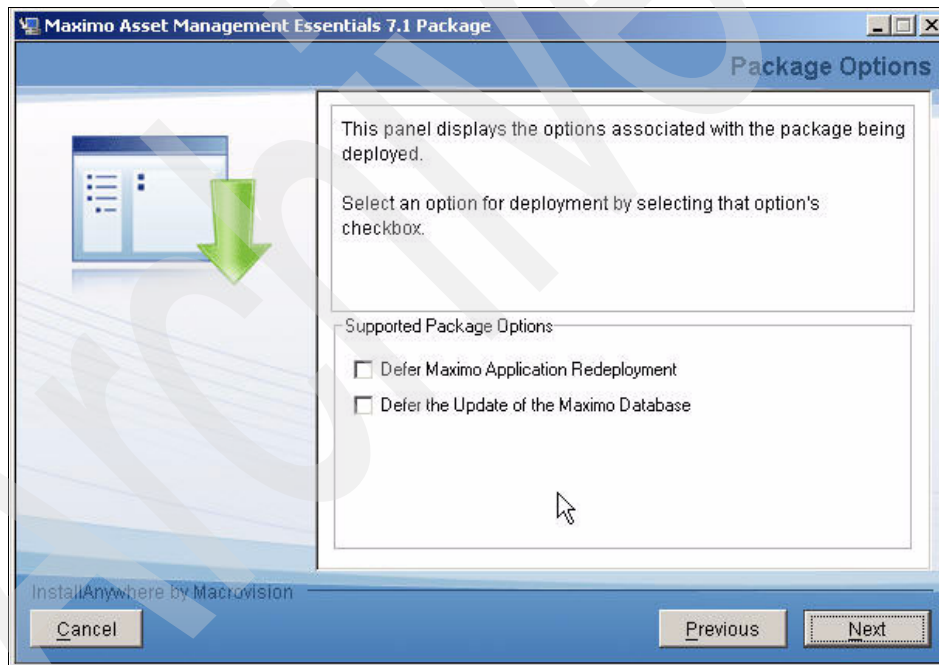 Maximo Asset Management Essentials 7.1 Package
Package Options
This panel displays the options associated with the package being
deployed.
Select an option for deployment by selecting that option's
checkbox.
Supported Package Options
Defer Maximo Application Redeployment
Defer the Update of the Maximo Database
InstallAnywhere by Macrovision
Cancel
Previous
Next